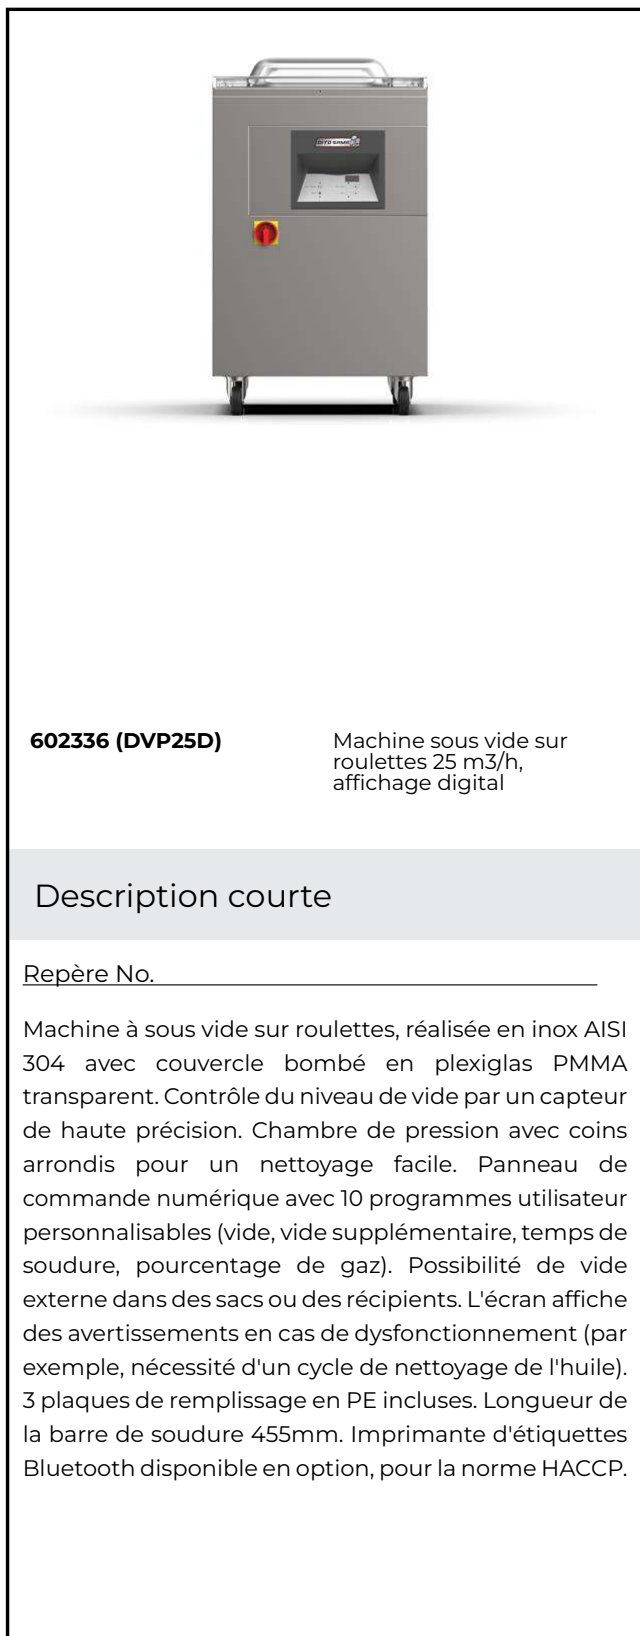 DITO SAMA
602336 (DVP25D)
Machine sous vide sur
roulettes 25 m3/h,
affichage digital
Description courte
Repère No.
Machine à sous vide sur roulettes, réalisée en inox AISI
304 avec couvercle bombé en plexiglas PMMA
transparent. Contrôle du niveau de vide par un capteur
de haute précision. Chambre de pression avec coins
arrondis pour un nettoyage facile. Panneau de
commande numérique avec 10 programmes utilisateur
personnalisables (vide, vide supplémentaire, temps de
soudure, pourcentage de gaz). Possibilité de vide
externe dans des sacs ou des récipients. L'écran affiche
des avertissements en cas de dysfonctionnement (par
exemple, nécessité d'un cycle de nettoyage de l'huile).
3 plaques de remplissage en PE incluses. Longueur de
la barre de soudure 455mm. Imprimante d'étiquettes
Bluetooth disponible en option, pour la norme HACCP.